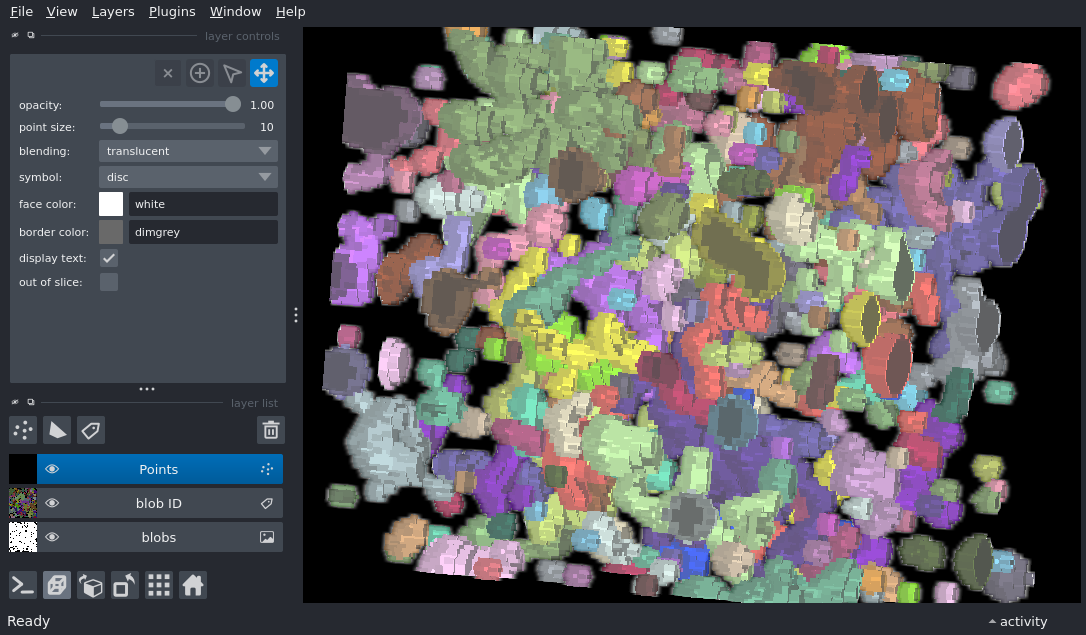 File View Layers Plugins Window Help
layer controls
opacity: 1.00
point size: 10
blending: translucent
symbol: disc
face color: white
border color: dimgrey
display text:
out of slice:
layer list
Points
blob ID
blobs
Ready
activity